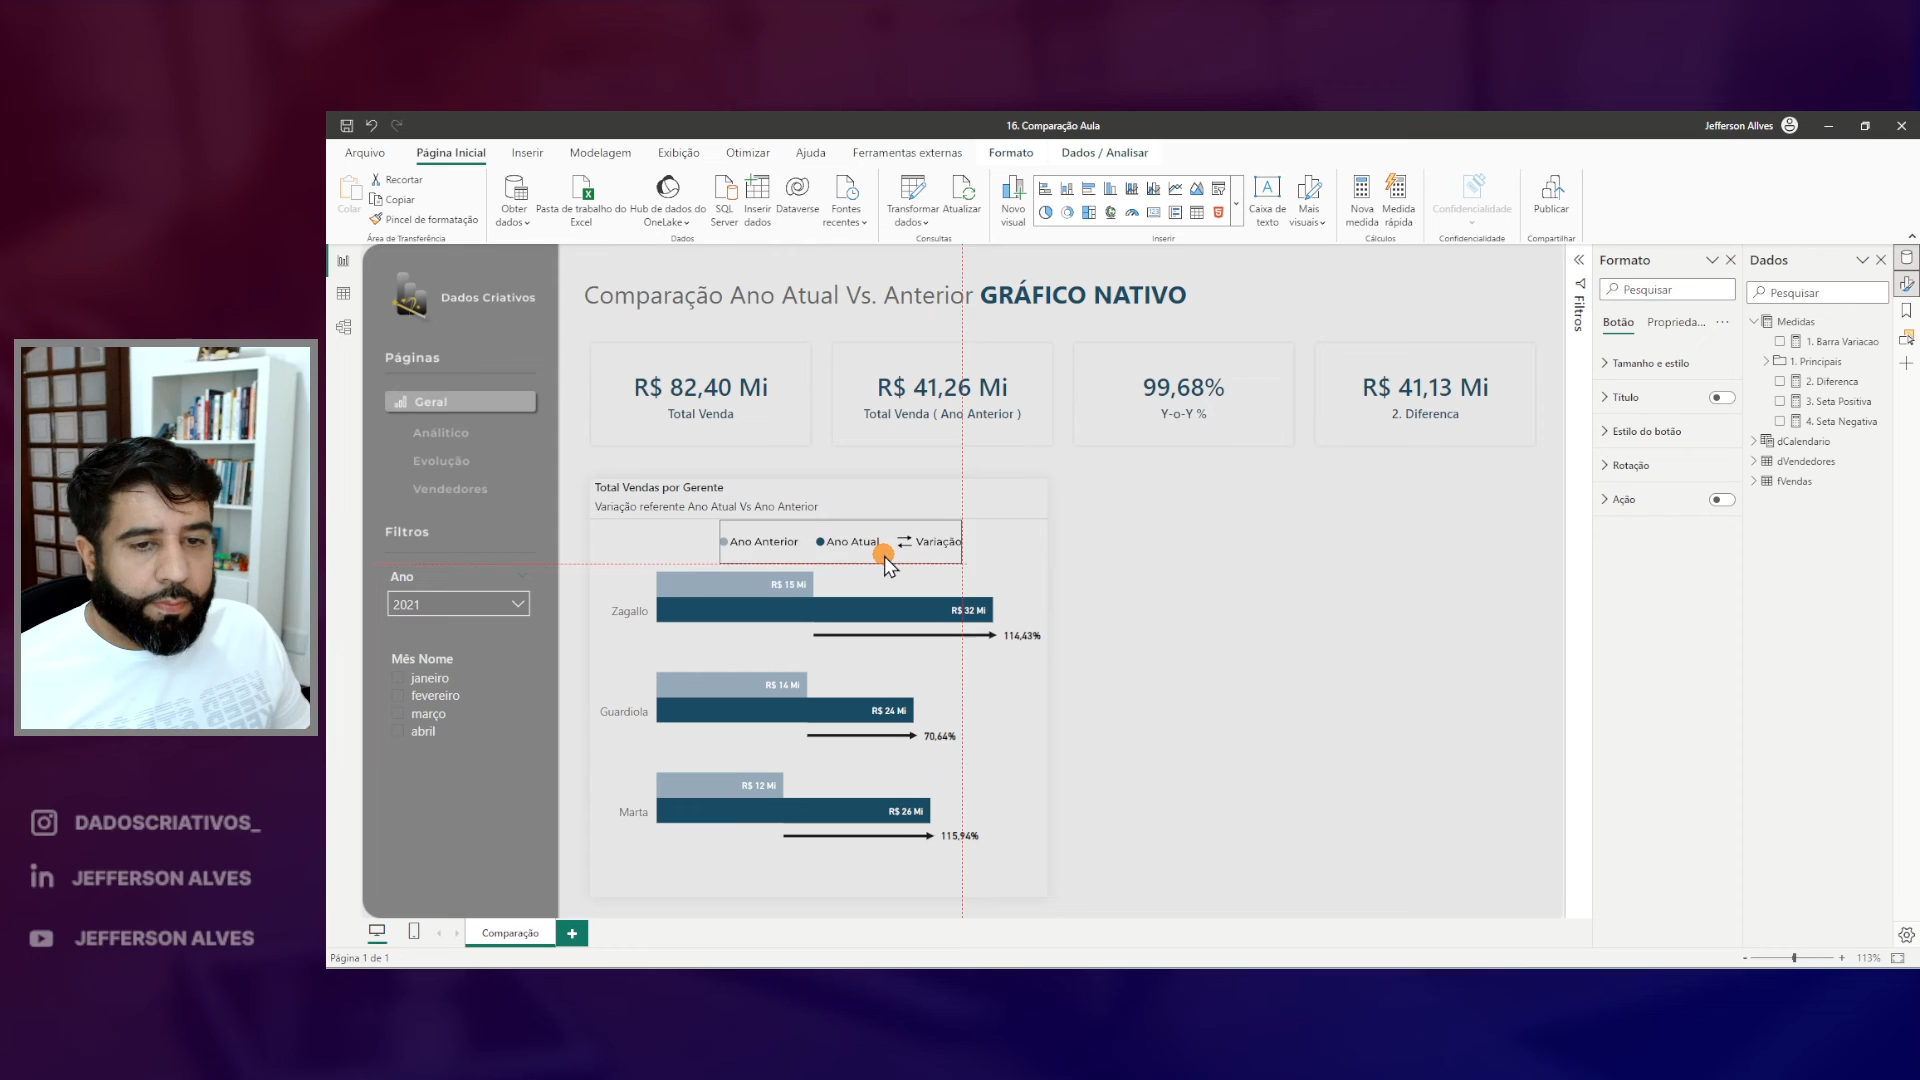 16. Comparação Aula
Jefferson Allves
Arquivo
Página Inicial
Inserir
Modelagem
Exibição
Otimizar
Ajuda
Ferramentas externas
Formato
Dados / Analisar
Colar
Recortar
Copiar
Pincel de formatação
Área de Transferência
Obter dados
Pasta de trabalho do Excel
Hub de dados do OneLake
SQL Server
Inserir dados
Dataverse
Fontes recentes
Dados
Transformar dados
Atualizar
Consultas
Novo visual
Caixa de texto
Mais visuais
Inserir
Nova medida
Medida rápida
Cálculos
Confidencialidade
Confidencialidade
Publicar
Compartilhar
Dados Criativos
Páginas
Geral
Análitico
Evolução
Vendedores
Filtros
Ano
2021
Mês Nome
janeiro
fevereiro
março
abril
Comparação Ano Atual Vs. Anterior GRÁFICO NATIVO
R$ 82,40 Mi
Total Venda
R$ 41,26 Mi
Total Venda ( Ano Anterior )
99,68%
Y-o-Y %
R$ 41,13 Mi
2. Diferenca
Total Vendas por Gerente
Variação referente Ano Atual Vs Ano Anterior
Ano Anterior
Ano Atual
Variação
Zagallo
R$ 15 Mi
R$ 32 Mi
114,43%
Guardiola
R$ 14 Mi
R$ 24 Mi
70,64%
Marta
R$ 12 Mi
R$ 26 Mi
115,94%
Filtros
Formato
Pesquisar
Botão
Proprieda...
Tamanho e estilo
Título
Estilo do botão
Rotação
Ação
Dados
Pesquisar
Medidas
1. Barra Variacao
1. Principais
2. Diferenca
3. Seta Positiva
4. Seta Negativa
dCalendario
dVendedores
fVendas
Comparação
Página 1 de 1
113%
DADOSCRIATIVOS_
JEFFERSON ALVES
JEFFERSON ALVES